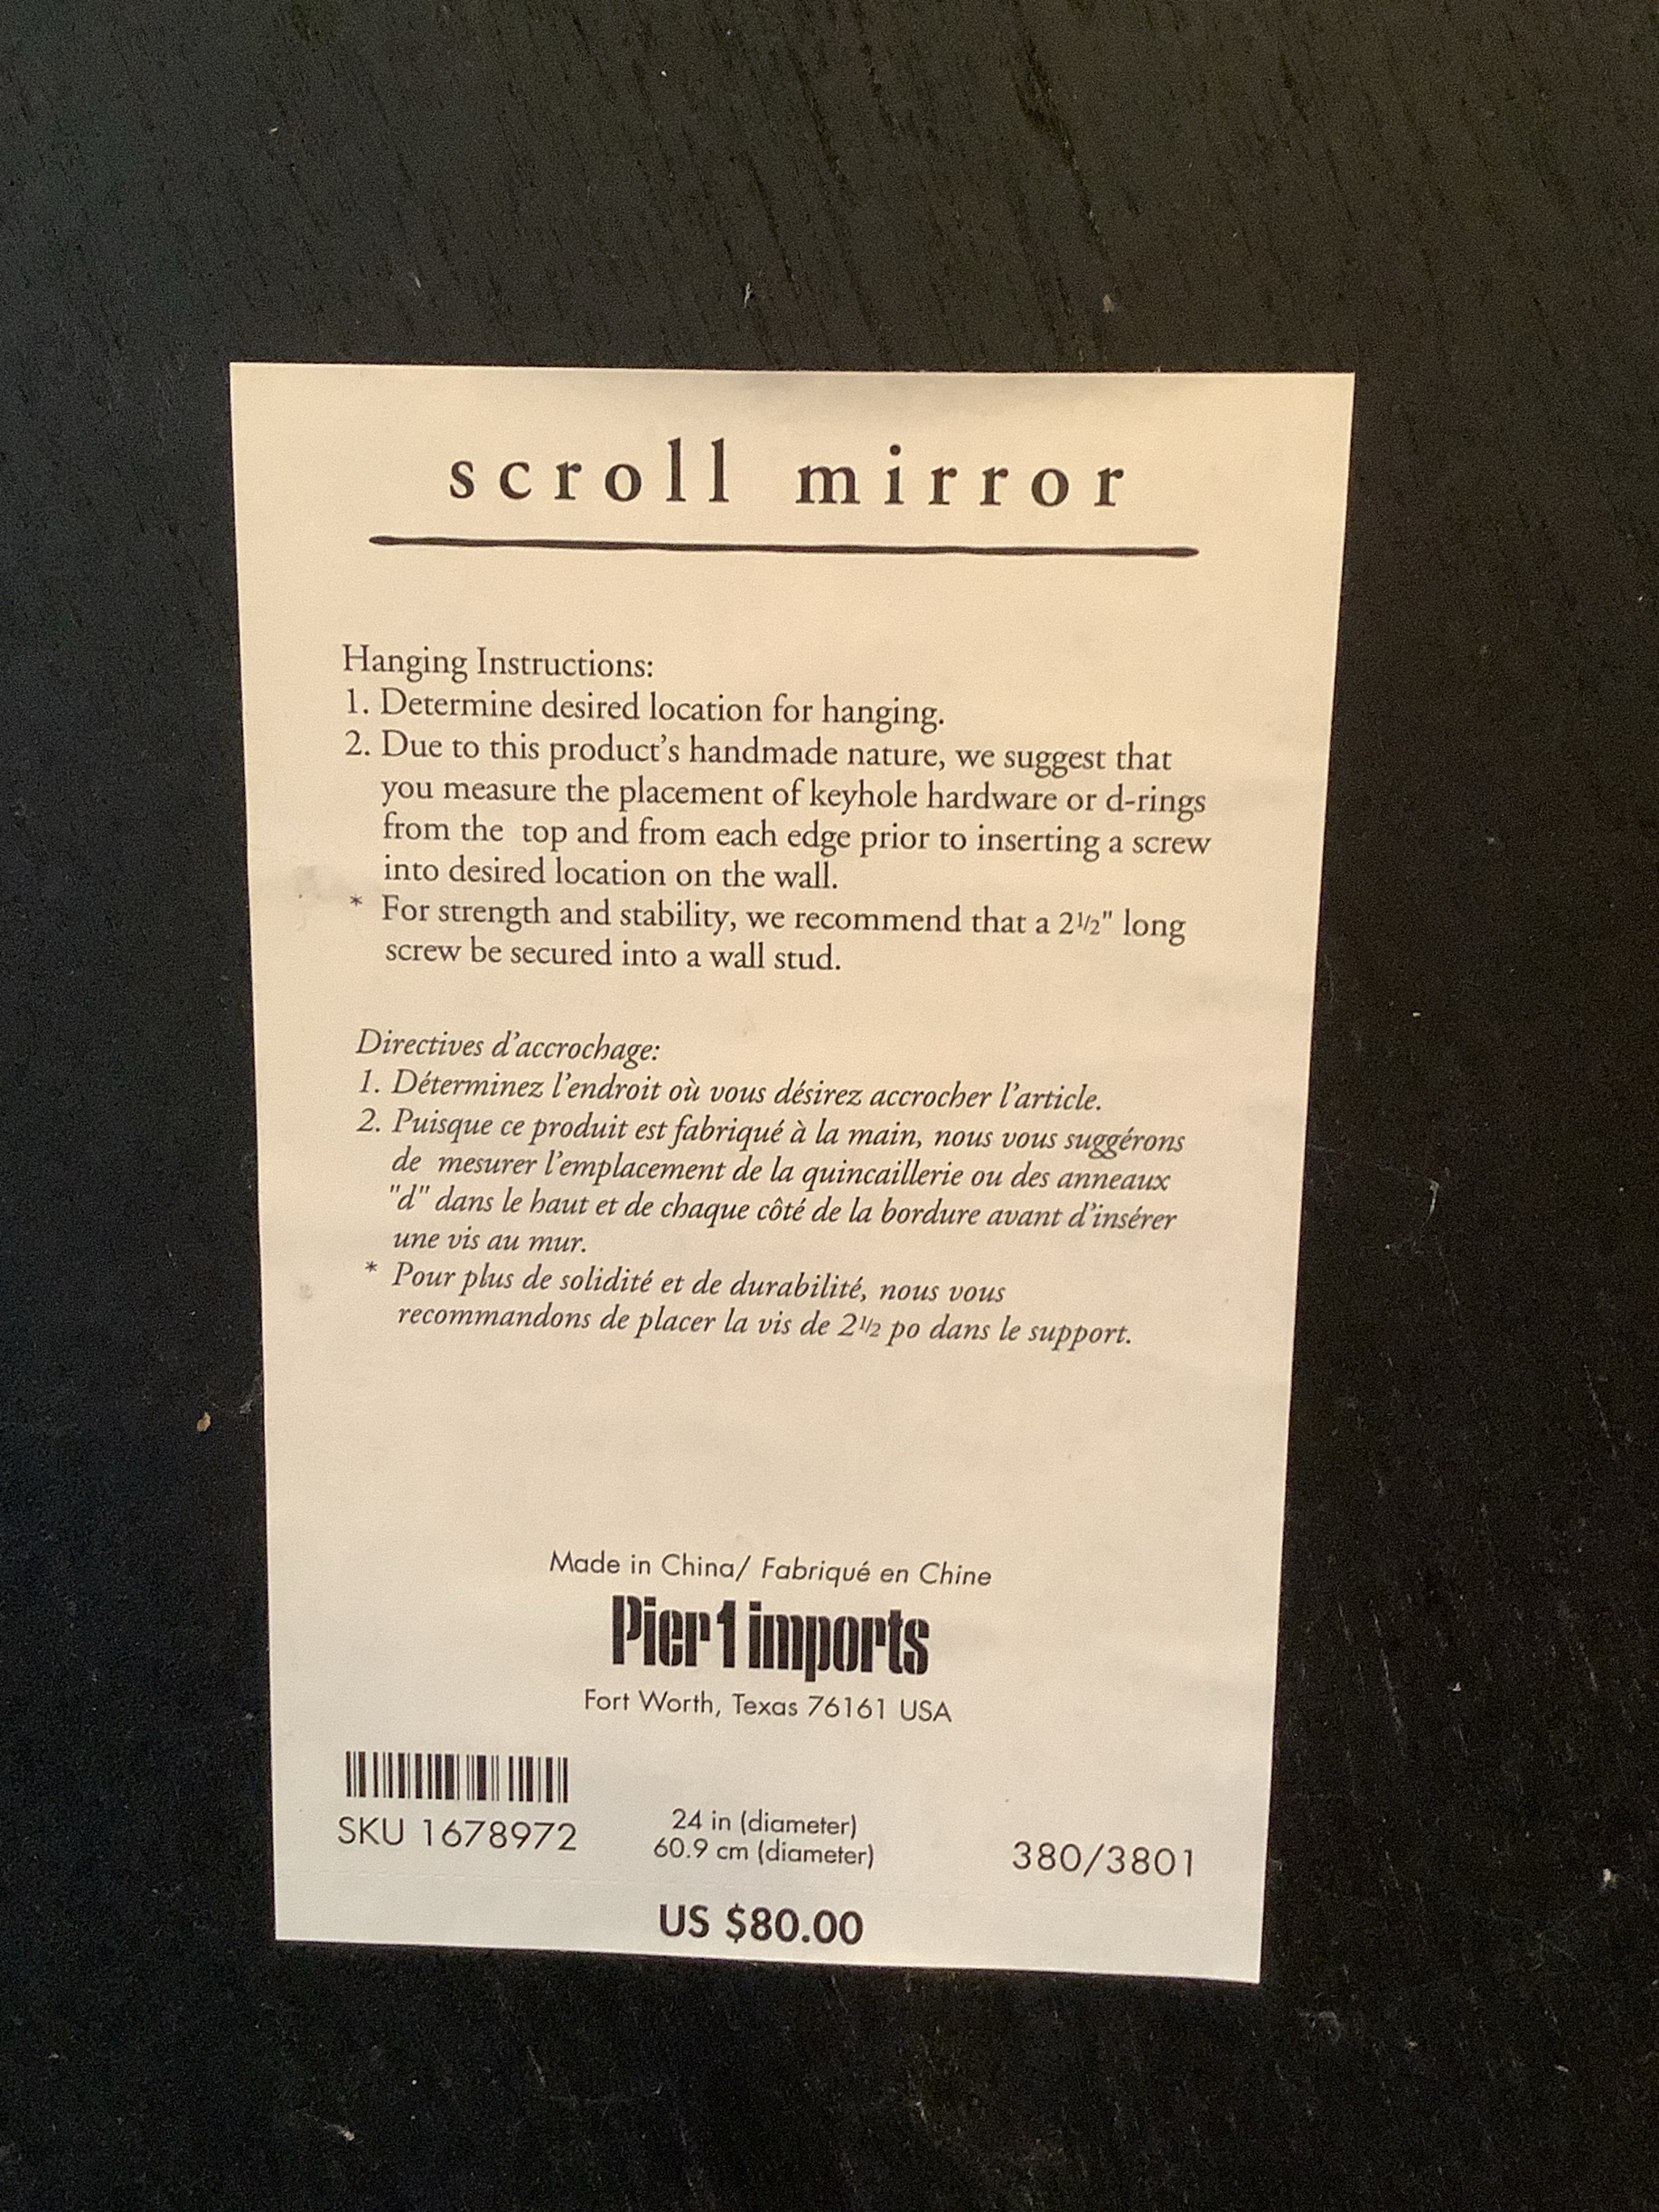 scroll mirror
Hanging Instructions:
1. Determine desired location for hanging.
2. Due to this product's handmade nature, we suggest that
you measure the placement of keyhole hardware or d-rings
from the top and from each edge prior to inserting a screw
into desired location on the wall.
* For strength and stability, we recommend that a 2 1/2" long
screw be secured into a wall stud.
Directives d'accrochage:
1. Déterminez l'endroit où vous désirez accrocher l'article.
2. Puisque ce produit est fabriqué à la main, nous vous suggérons
de mesurer l'emplacement de la quincaillerie ou des anneaux
"d" dans le haut et de chaque côté de la bordure avant d'insérer
une vis au mur.
* Pour plus de solidité et de durabilité, nous vous
recommandons de placer la vis de 2 1/2 po dans le support.
Made in China/ Fabriqué en Chine
Pier 1 imports
Fort Worth, Texas 76161 USA
SKU 1678972
24 in (diameter)
60.9 cm (diameter)
380/3801
US $80.00